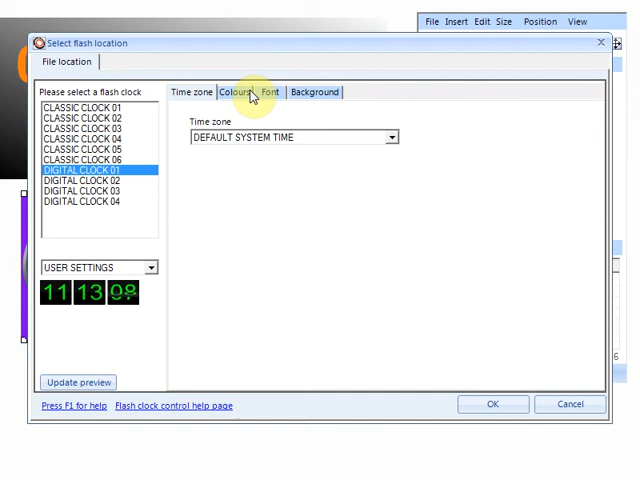 File Insert Edit Size Position View
Select flash location
File location
Please select a flash clock
CLASSIC CLOCK 01
CLASSIC CLOCK 02
CLASSIC CLOCK 03
CLASSIC CLOCK 04
CLASSIC CLOCK 05
CLASSIC CLOCK 06
DIGITAL CLOCK 01
DIGITAL CLOCK 02
DIGITAL CLOCK 03
DIGITAL CLOCK 04
Time zone Colours Font Background
Time zone
DEFAULT SYSTEM TIME
USER SETTINGS
11 13 08
Update preview
Press F1 for help Flash clock control help page
OK Cancel
6